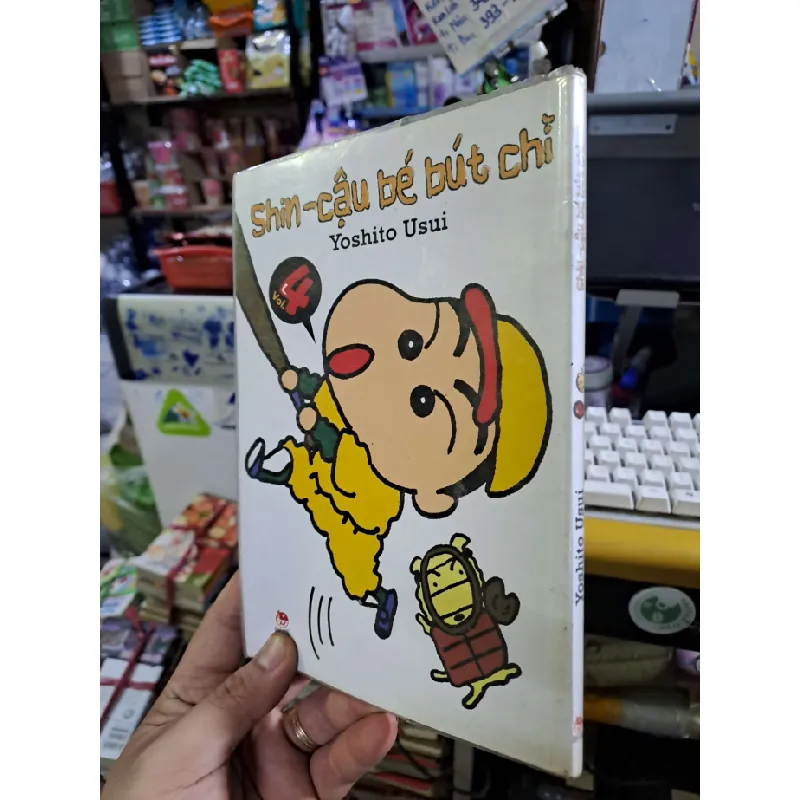 Shin-cậu bé bút chì
Yoshito Usui
Vol.
4
Yoshito Usui